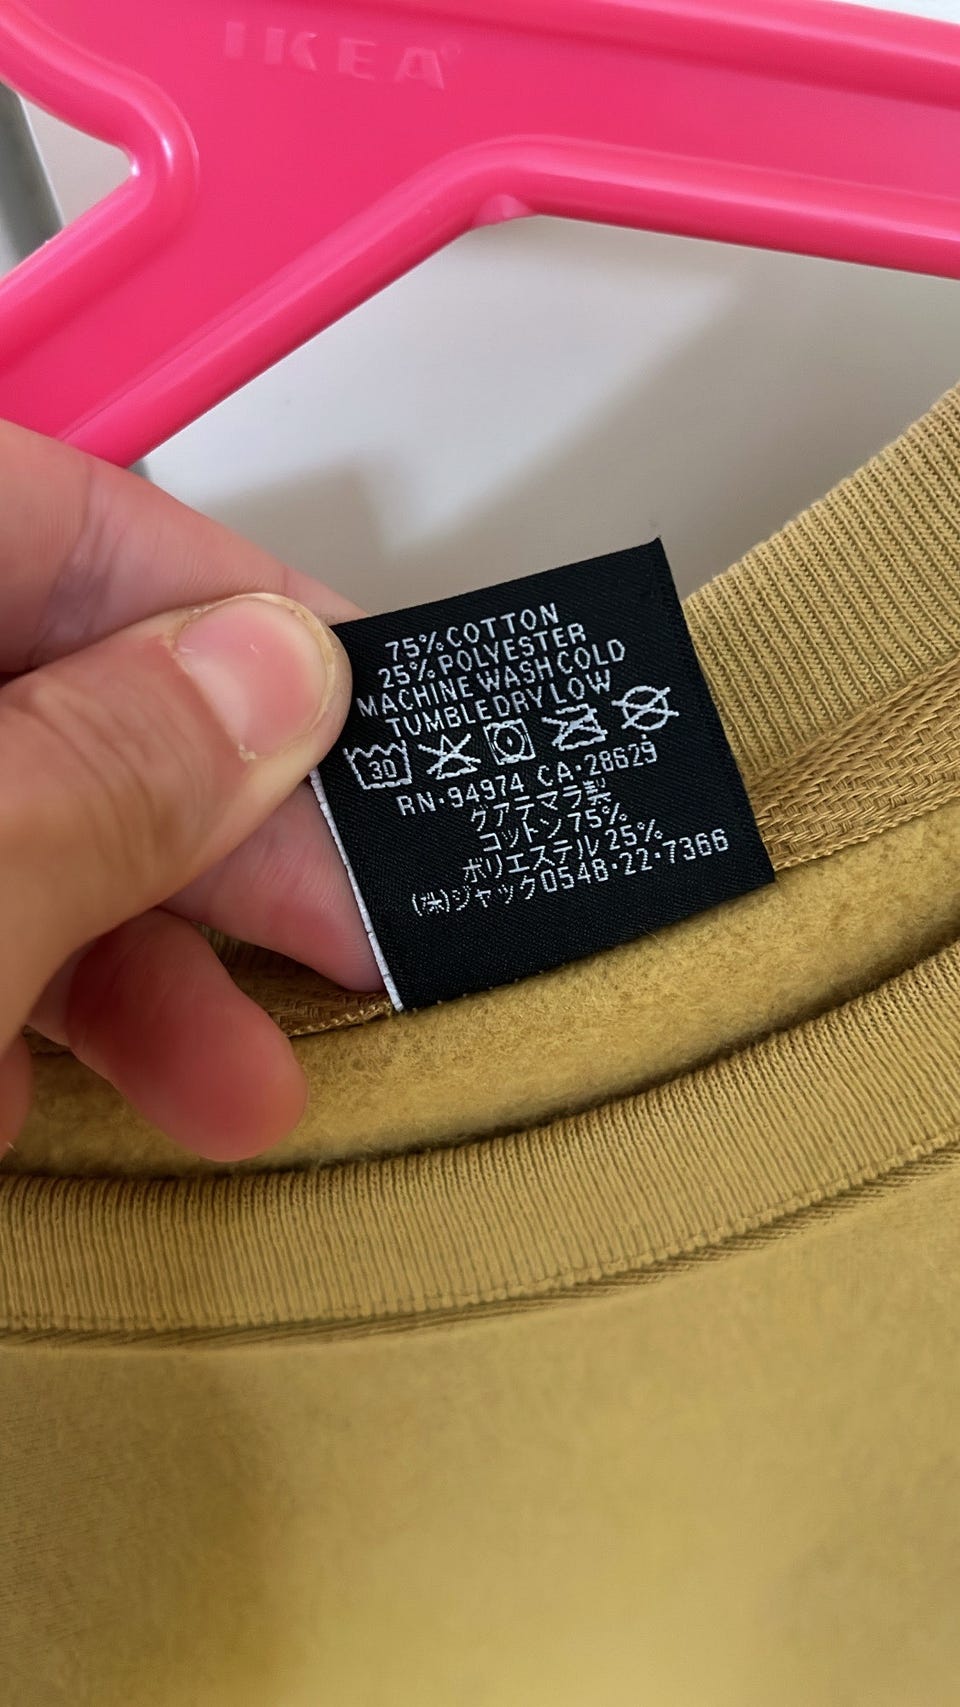 IKEA®
75% COTTON
25% POLYESTER
MACHINE WASH COLD
TUMBLE DRY LOW
30
RN·94974 CA·28629
グアテマラ製
コットン75%
ポリエステル25%
(株)ジャック0548·22·7366